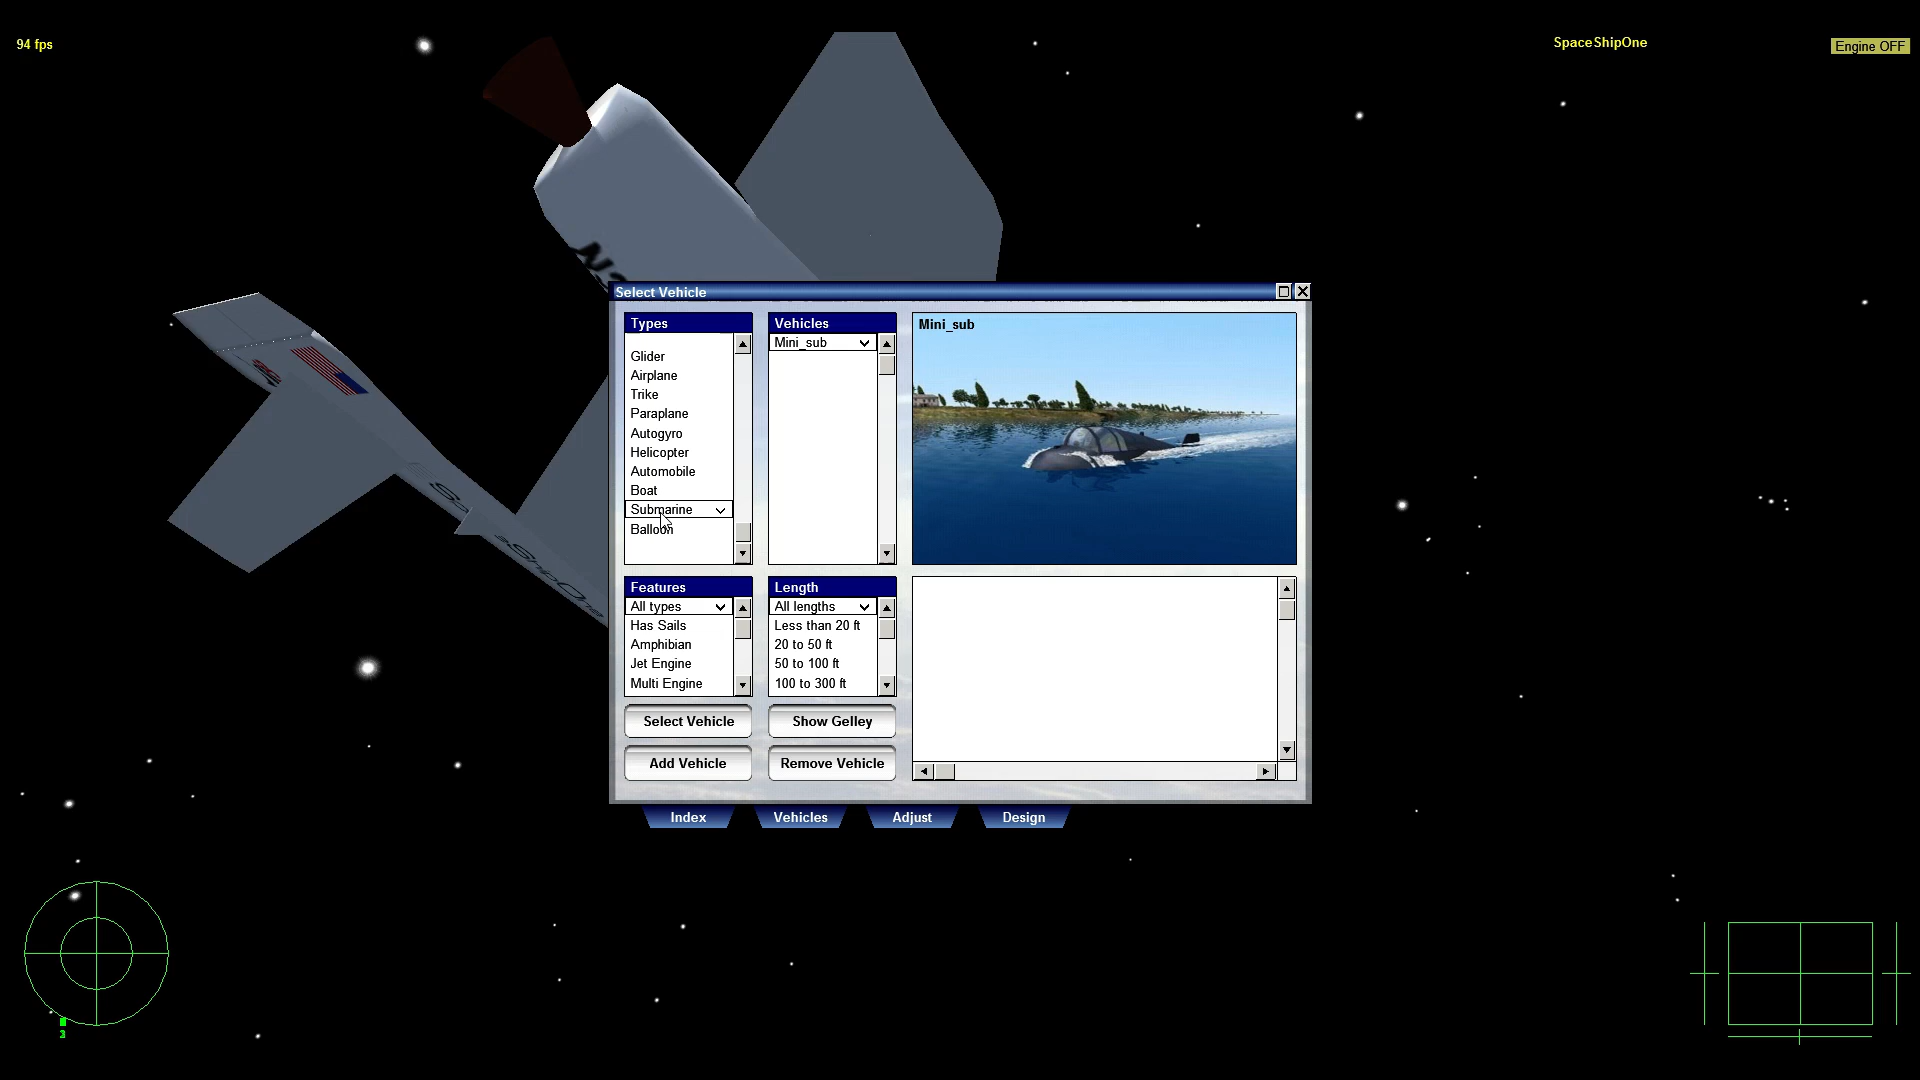 94 fps
SpaceShipOne
Engine OFF
Select Vehicle
Types
Glider
Airplane
Trike
Paraplane
Autogyro
Helicopter
Automobile
Boat
Submarine
Balloon
Vehicles
Mini_sub
Mini_sub
Features
All types
Has Sails
Amphibian
Jet Engine
Multi Engine
Length
All lengths
Less than 20 ft
20 to 50 ft
50 to 100 ft
100 to 300 ft
Select Vehicle
Show Gelley
Add Vehicle
Remove Vehicle
Index
Vehicles
Adjust
Design